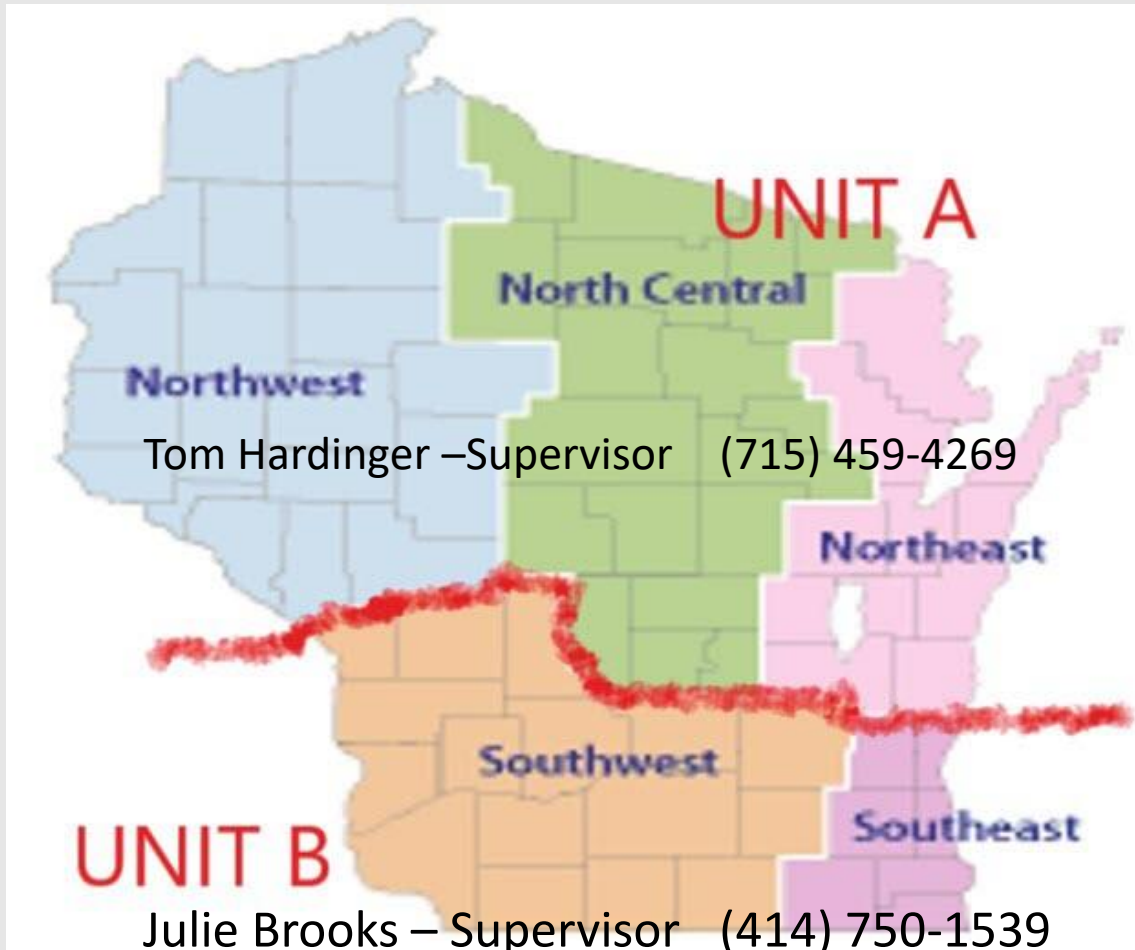 UNIT A
North Central
Northwest
Tom Hardinger –Supervisor (715) 459-4269
Northeast
Southwest
Southeast
UNIT B
Julie Brooks – Supervisor (414) 750-1539